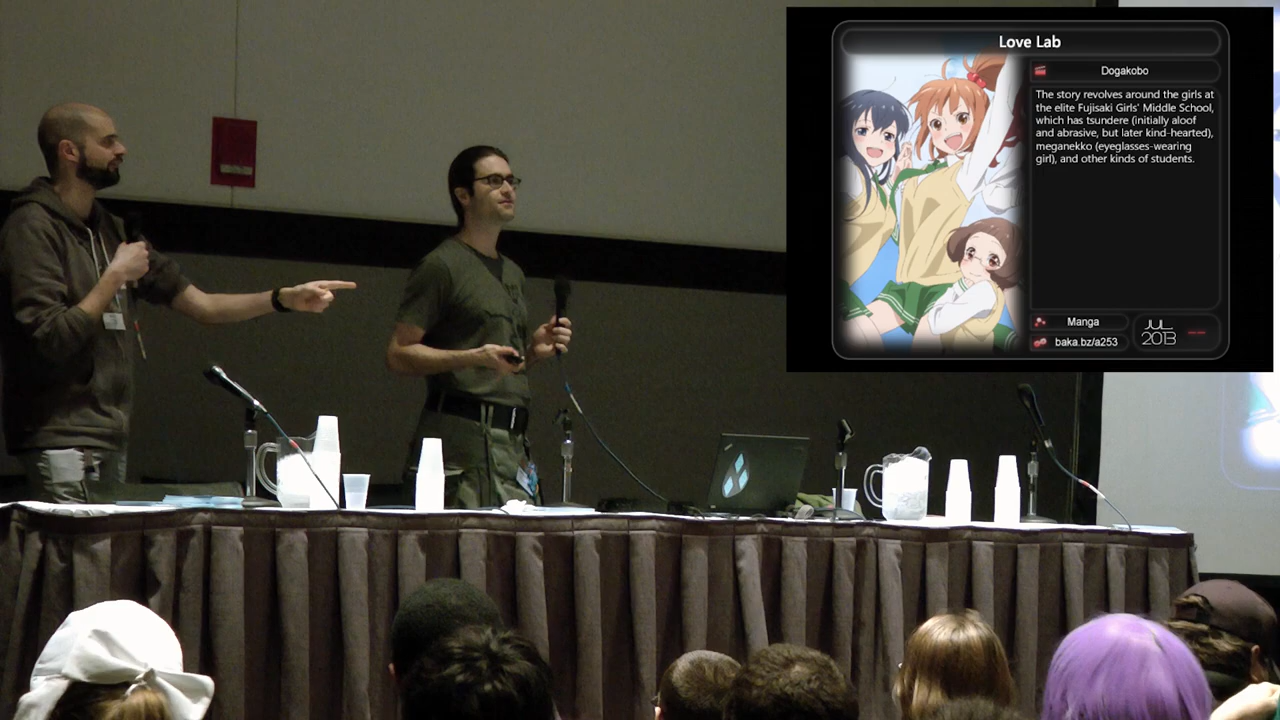 Love Lab
Dogakobo
The story revolves around the girls at
the elite Fujisaki Girls' Middle School,
which has tsundere (initially aloof
and abrasive, but later kind-hearted),
meganekko (eyeglasses-wearing
girl), and other kinds of students.
Manga
baka.bz/a253
JUL
2013
--